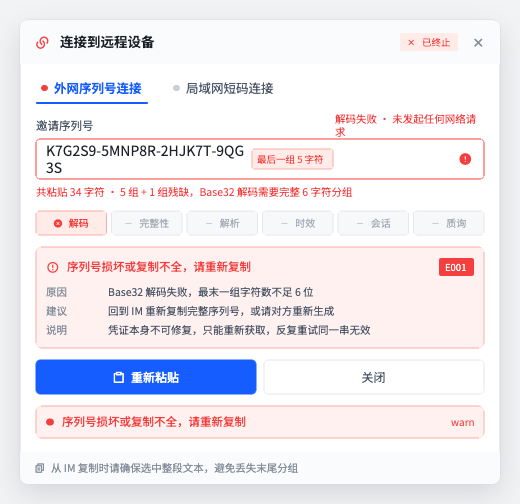 连接到远程设备
× 已终止
外网序列号连接
局域网短码连接
邀请序列号
解码失败 · 未发起任何网络请
求
K7G2S9-5MNP8R-2HJK7T-9QG
3S
最后一组 5 字符
共粘贴 34 字符 · 5 组 + 1 组残缺，Base32 解码需要完整 6 字符分组
解码
— 完整性
— 解析
— 时效
— 会话
— 质询
序列号损坏或复制不全，请重新复制
E001
原因 Base32 解码失败，最末一组字符数不足 6 位
建议 回到 IM 重新复制完整序列号，或请对方重新生成
说明 凭证本身不可修复，只能重新获取，反复重试同一串无效
重新粘贴
关闭
序列号损坏或复制不全，请重新复制
warn
从 IM 复制时请确保选中整段文本，避免丢失末尾分组